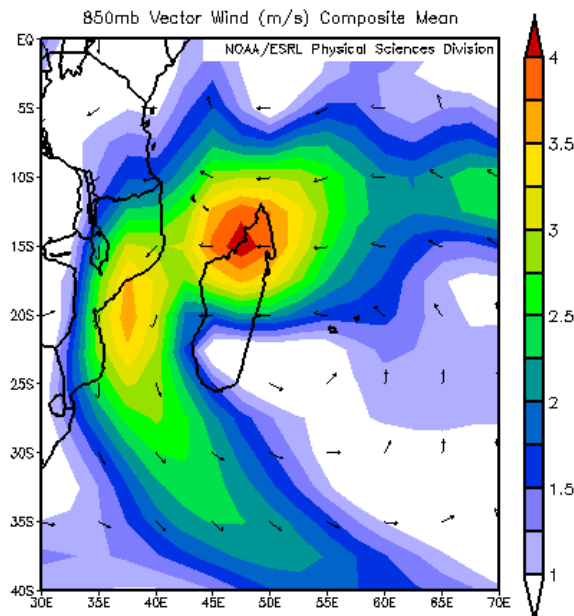 850mb Vector Wind (m/s) Composite Mean
NOAA/ESRL Physical Sciences Division
EQ
5S
10S
15S
20S
25S
30S
35S
40S
30E 35E 40E 45E 50E 55E 60E 65E 70E
4
3.5
3
2.5
2
1.5
1